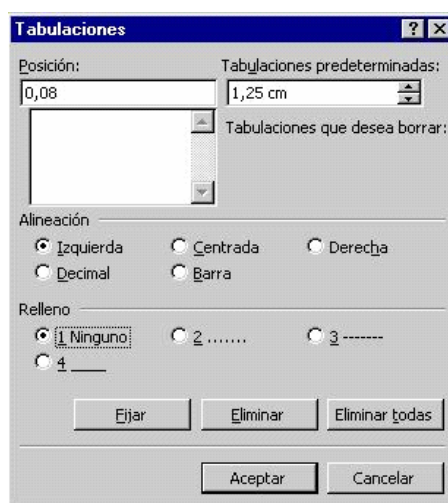 Tabulaciones
Posición: Tabulaciones predeterminadas:
0,08 1,25 cm
Tabulaciones que desea borrar:
Alineación
Izquierda Centrada Derecha
Decimal Barra
Relleno
1 Ninguno 2 ....... 3 -------
4 ____
Fijar Eliminar Eliminar todas
Aceptar Cancelar